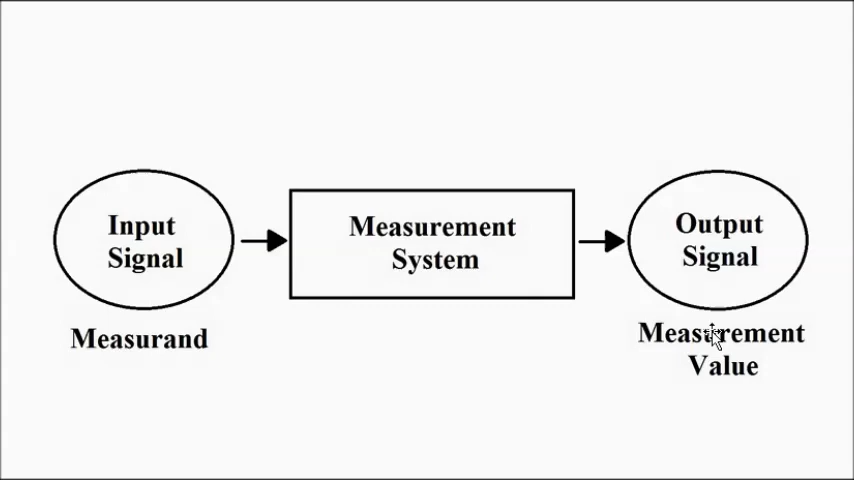 Input
Signal
Measurand
Measurement
System
Output
Signal
Measurement
Value